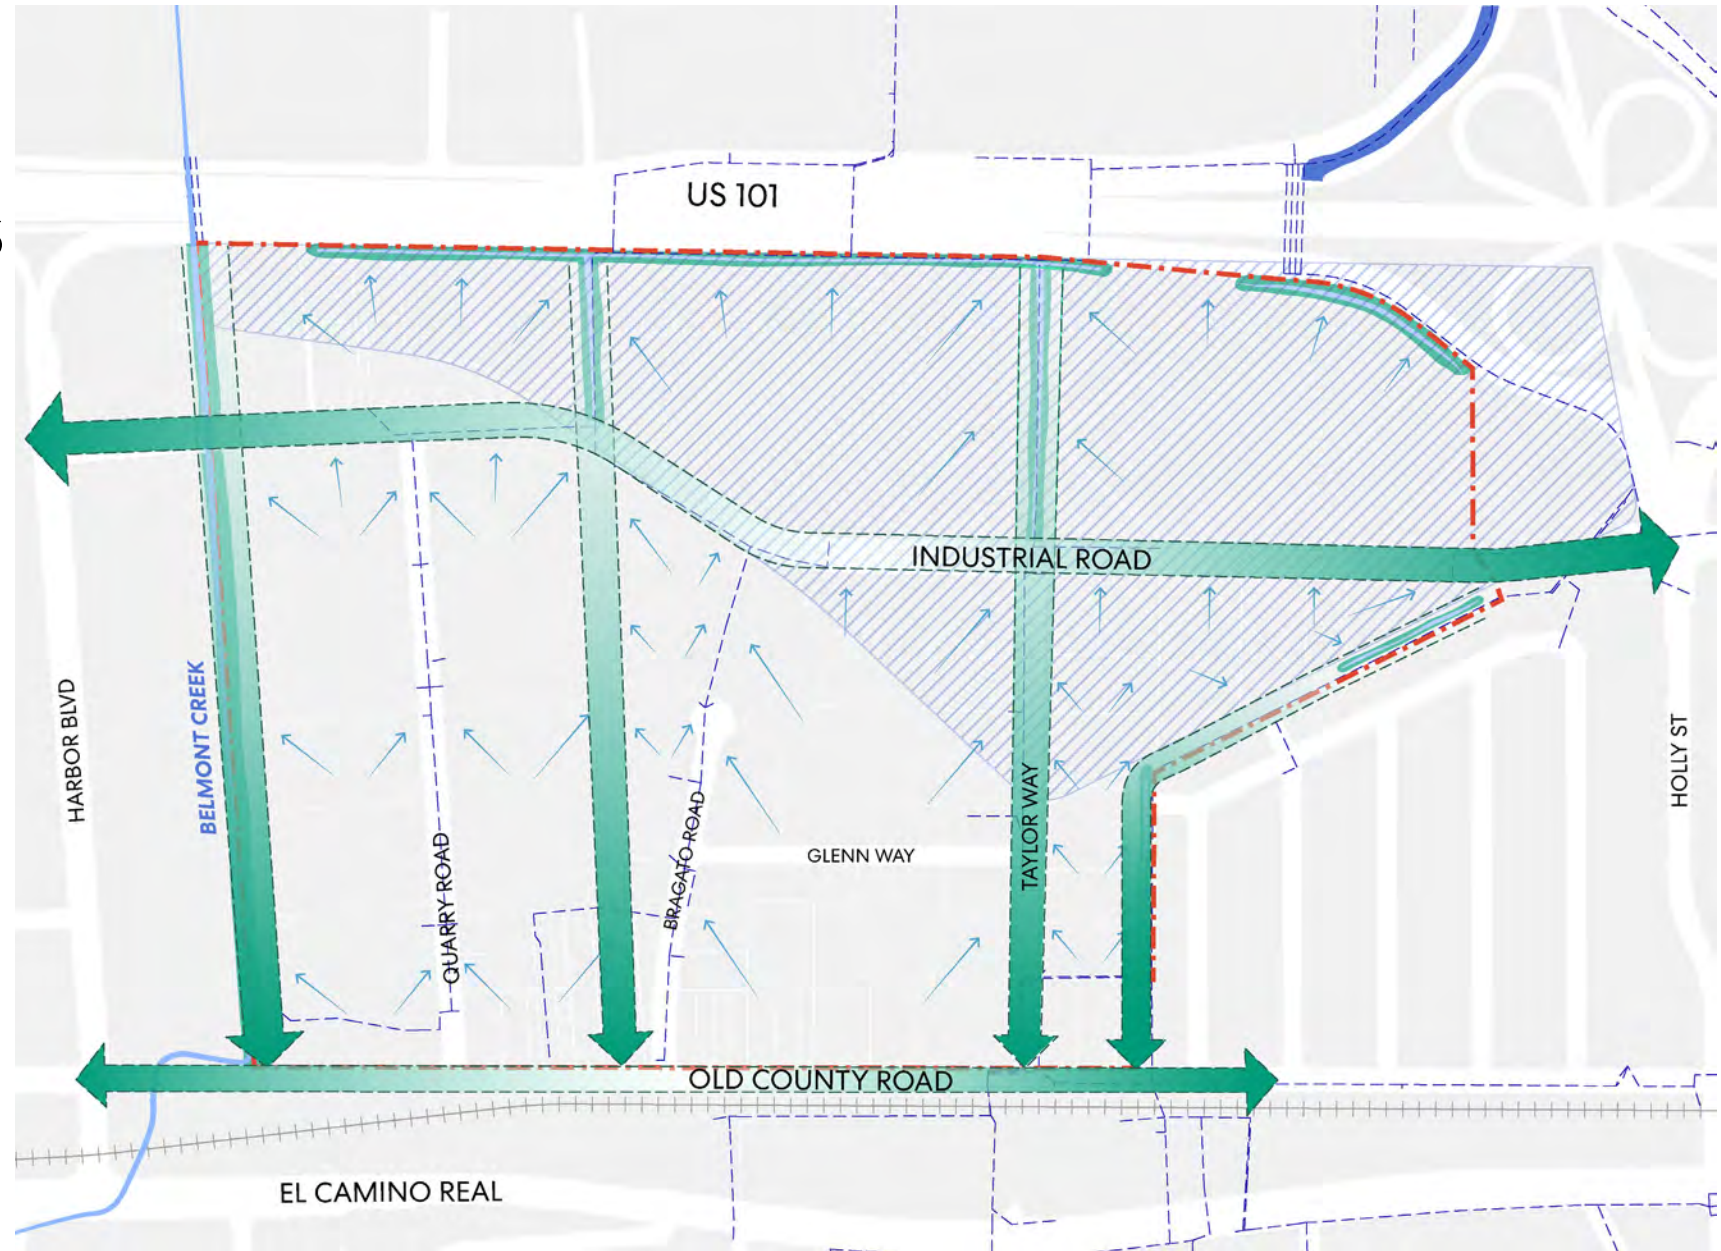 US 101
INDUSTRIAL ROAD
HARBOR BLVD
BELMONT CREEK
QUARRY ROAD
BRAGATO ROAD
GLENN WAY
TAYLOR WAY
HOLLY ST
OLD COUNTY ROAD
EL CAMINO REAL